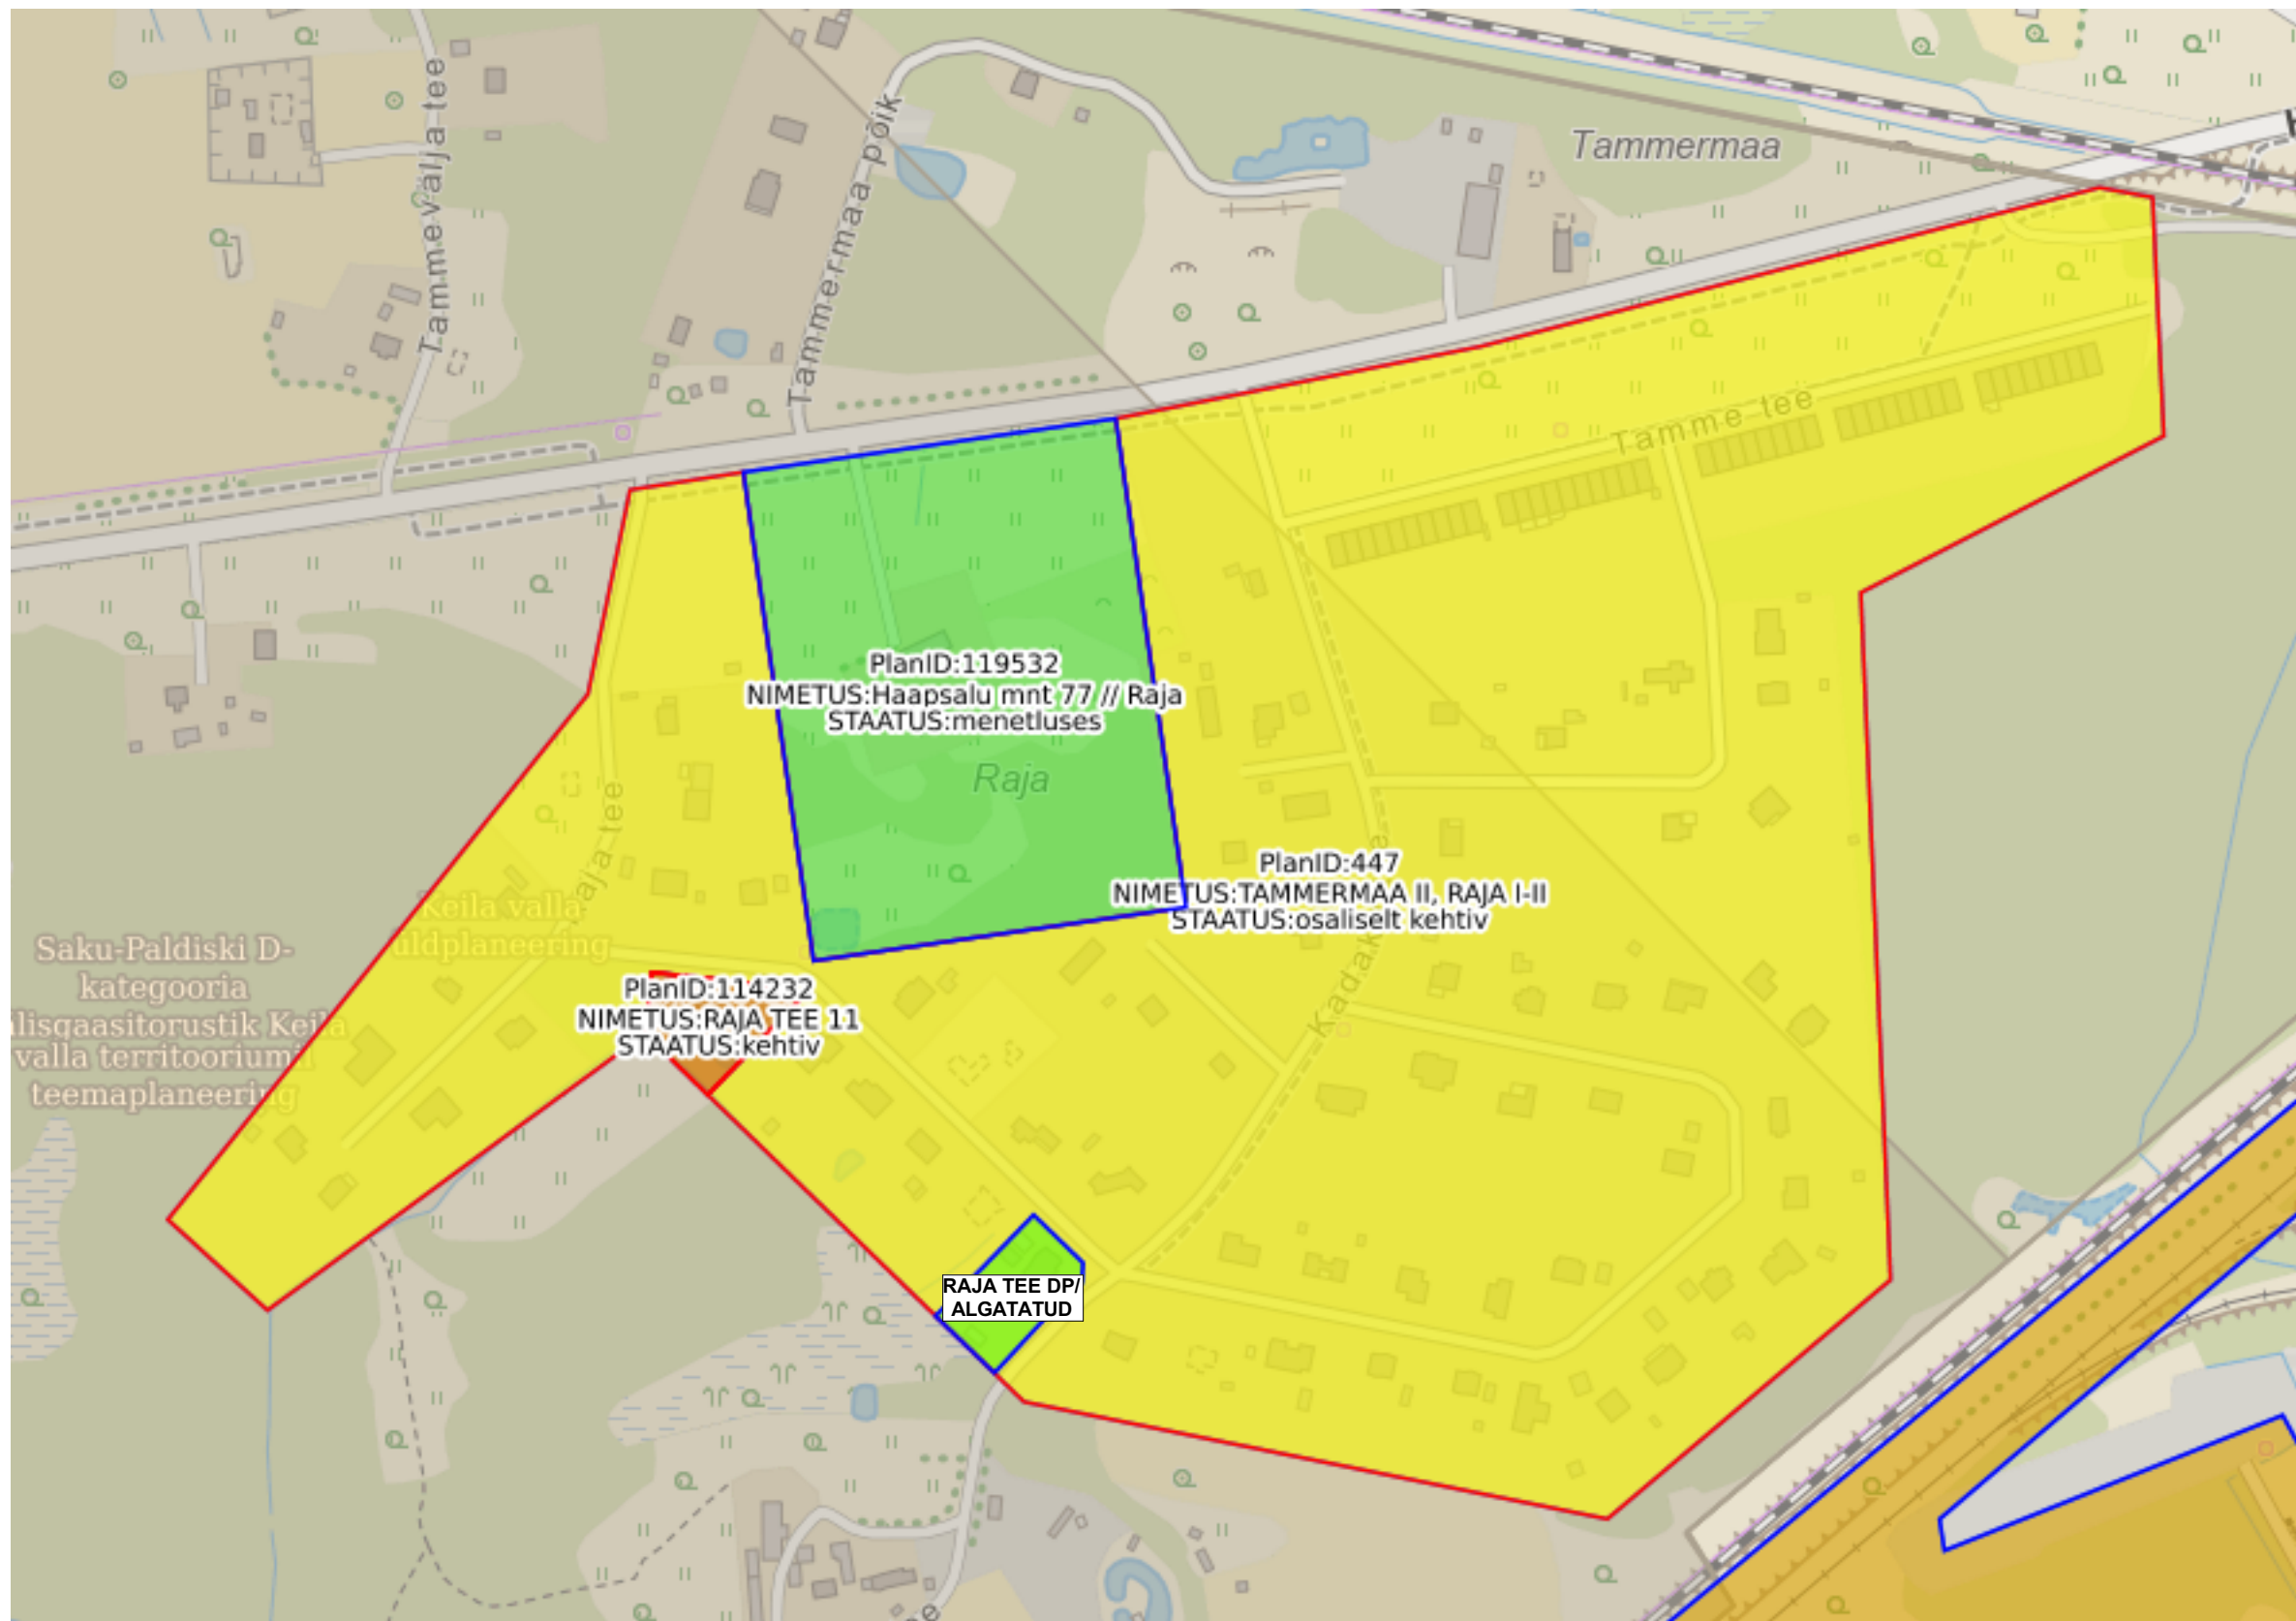 Tammevälja tee
Tammermaa põik
Tammermaa
H
Tamme tee
PlanID:119532
NIMETUS:Haapsalu mnt 77 // Raja
STAATUS:menetluses
Raja
Raja tee
PlanID:447
NIMETUS:TAMMERMAA II, RAJA I-II
STAATUS:osaliselt kehtiv
Keila valla
üldplaneering
Saku-Paldiski D-
kategooria
valla territooriumil
teemaplaneering
PlanID:114232
NIMETUS:RAJA TEE 11
STAATUS:kehtiv
RAJA TEE DP/
ALGATATUD